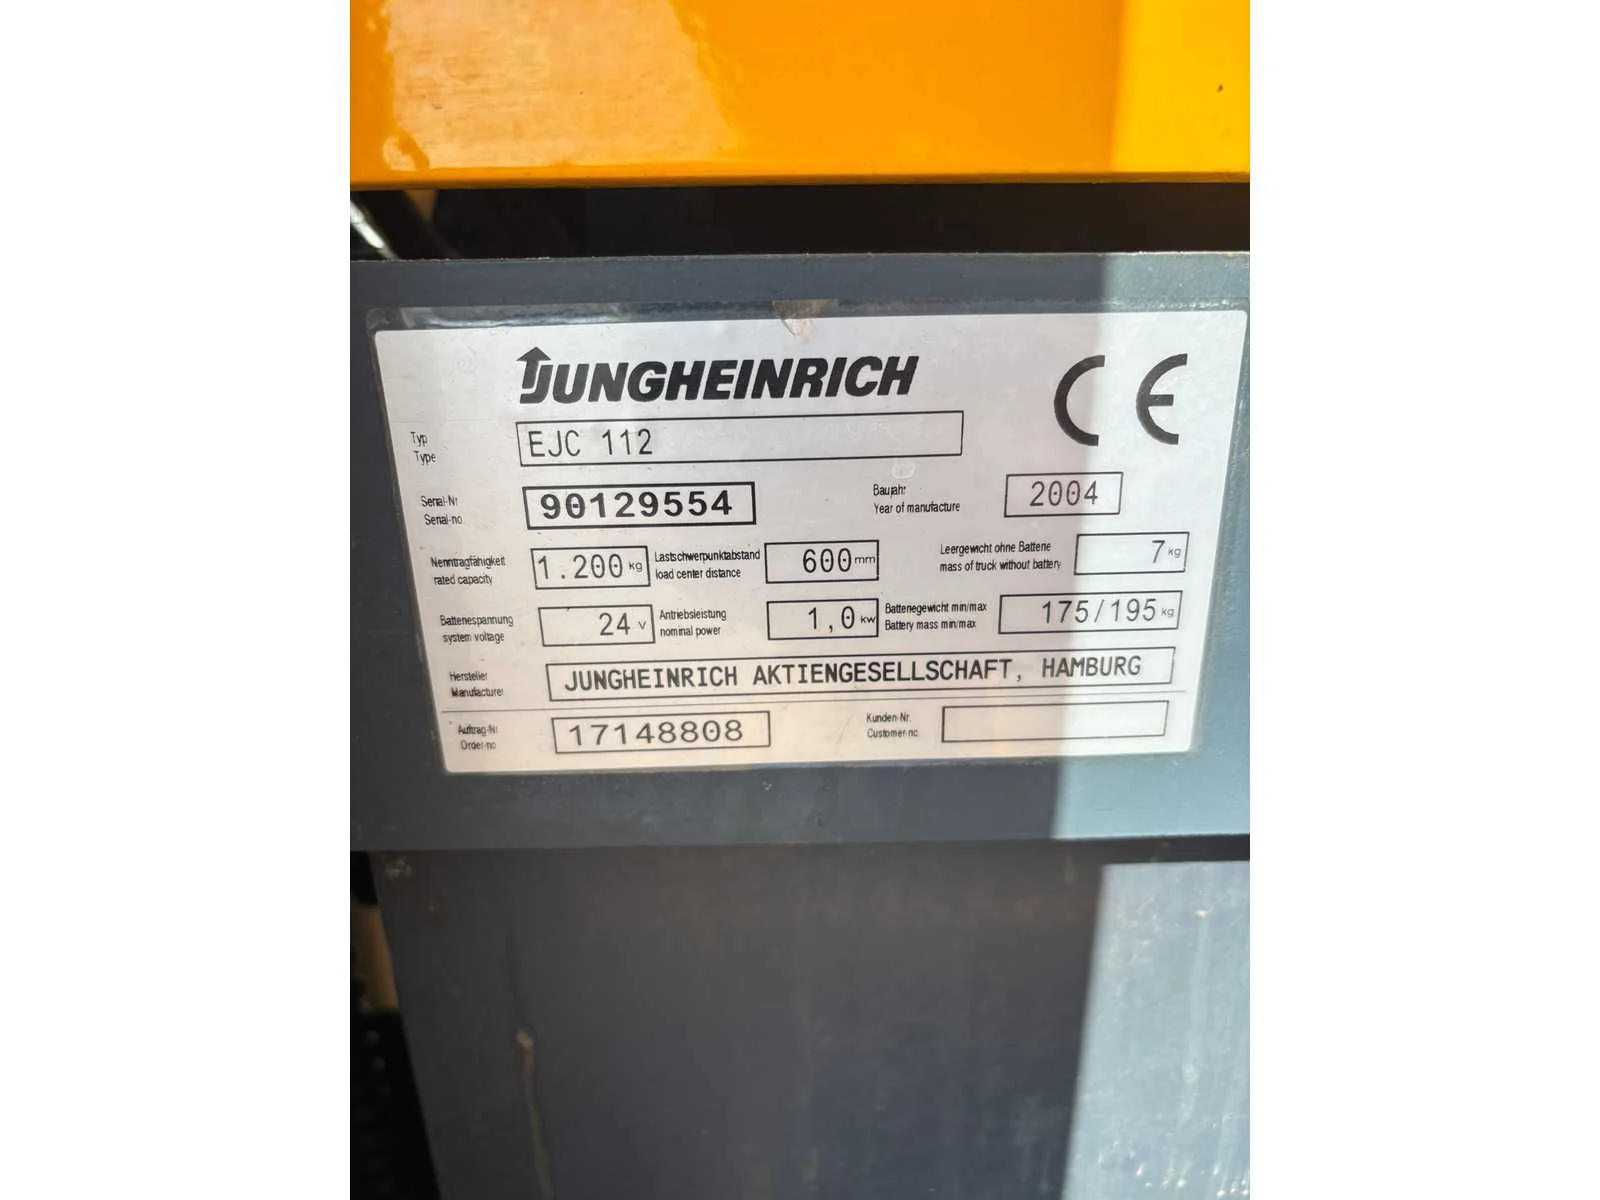 JUNGHEINRICH
CE
Typ
Type
EJC 112
Serial-Nr
Serial-no
90129554
Baujahr
Year of manufacture
2004
Nenntragfähigkeit
rated capacity
1.200 kg
Lastschwerpunktabstand
load center distance
600 mm
Leergewicht ohne Batterie
mass of truck without battery
7 kg
Batteriespannung
system voltage
24 V
Antriebsleistung
nominal power
1,0 kW
Batteriegewicht min/max
Battery mass min/max
175/195 kg
Hersteller
Manufacturer
JUNGHEINRICH AKTIENGESELLSCHAFT, HAMBURG
Auftrag-Nr
Order-no
17148808
Kunden-Nr.
Customer-no